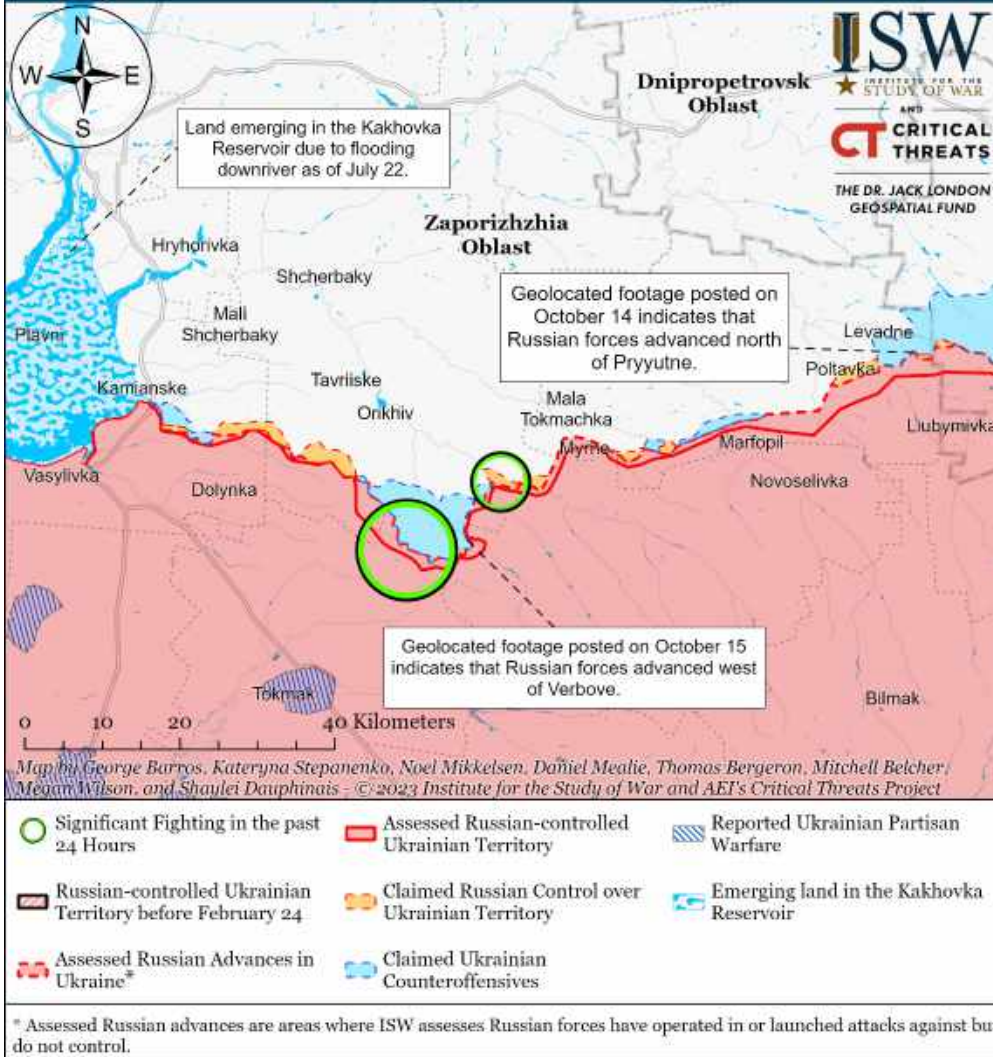 N
W
E
S
ISW
INSTITUTE FOR THE
STUDY OF WAR
AND
CT CRITICAL
THREATS
THE DR. JACK LONDON
GEOSPATIAL FUND
Dnipropetrovsk
Oblast
Land emerging in the Kakhovka
Reservoir due to flooding
downriver as of July 22.
Zaporizhzhia
Oblast
Hryhorivka
Shcherbaky
Geolocated footage posted on
October 14 indicates that
Russian forces advanced north
of Pryyutne.
Mali
Shcherbaky
Plavni
Levadne
Poltavka
Kamianske
Tavriiske
Orikhiv
Mala
Tokmachka
Myrne
Marfopil
Liubymivka
Vasylivka
Dolynka
Novoselivka
Geolocated footage posted on October 15
indicates that Russian forces advanced west
of Verbove.
Tokmak
Bilmak
0 10 20 40 Kilometers
Map by George Barros, Kateryna Stepanenko, Noel Mikkelsen, Daniel Mealie, Thomas Bergeron, Mitchell Belcher,
Megan Wilson, and Shaylei Dauphinais - © 2023 Institute for the Study of War and AEI's Critical Threats Project
Significant Fighting in the past
24 Hours
Assessed Russian-controlled
Ukrainian Territory
Reported Ukrainian Partisan
Warfare
Russian-controlled Ukrainian
Territory before February 24
Claimed Russian Control over
Ukrainian Territory
Emerging land in the Kakhovka
Reservoir
Assessed Russian Advances in
Ukraine*
Claimed Ukrainian
Counteroffensives
* Assessed Russian advances are areas where ISW assesses Russian forces have operated in or launched attacks against but
do not control.